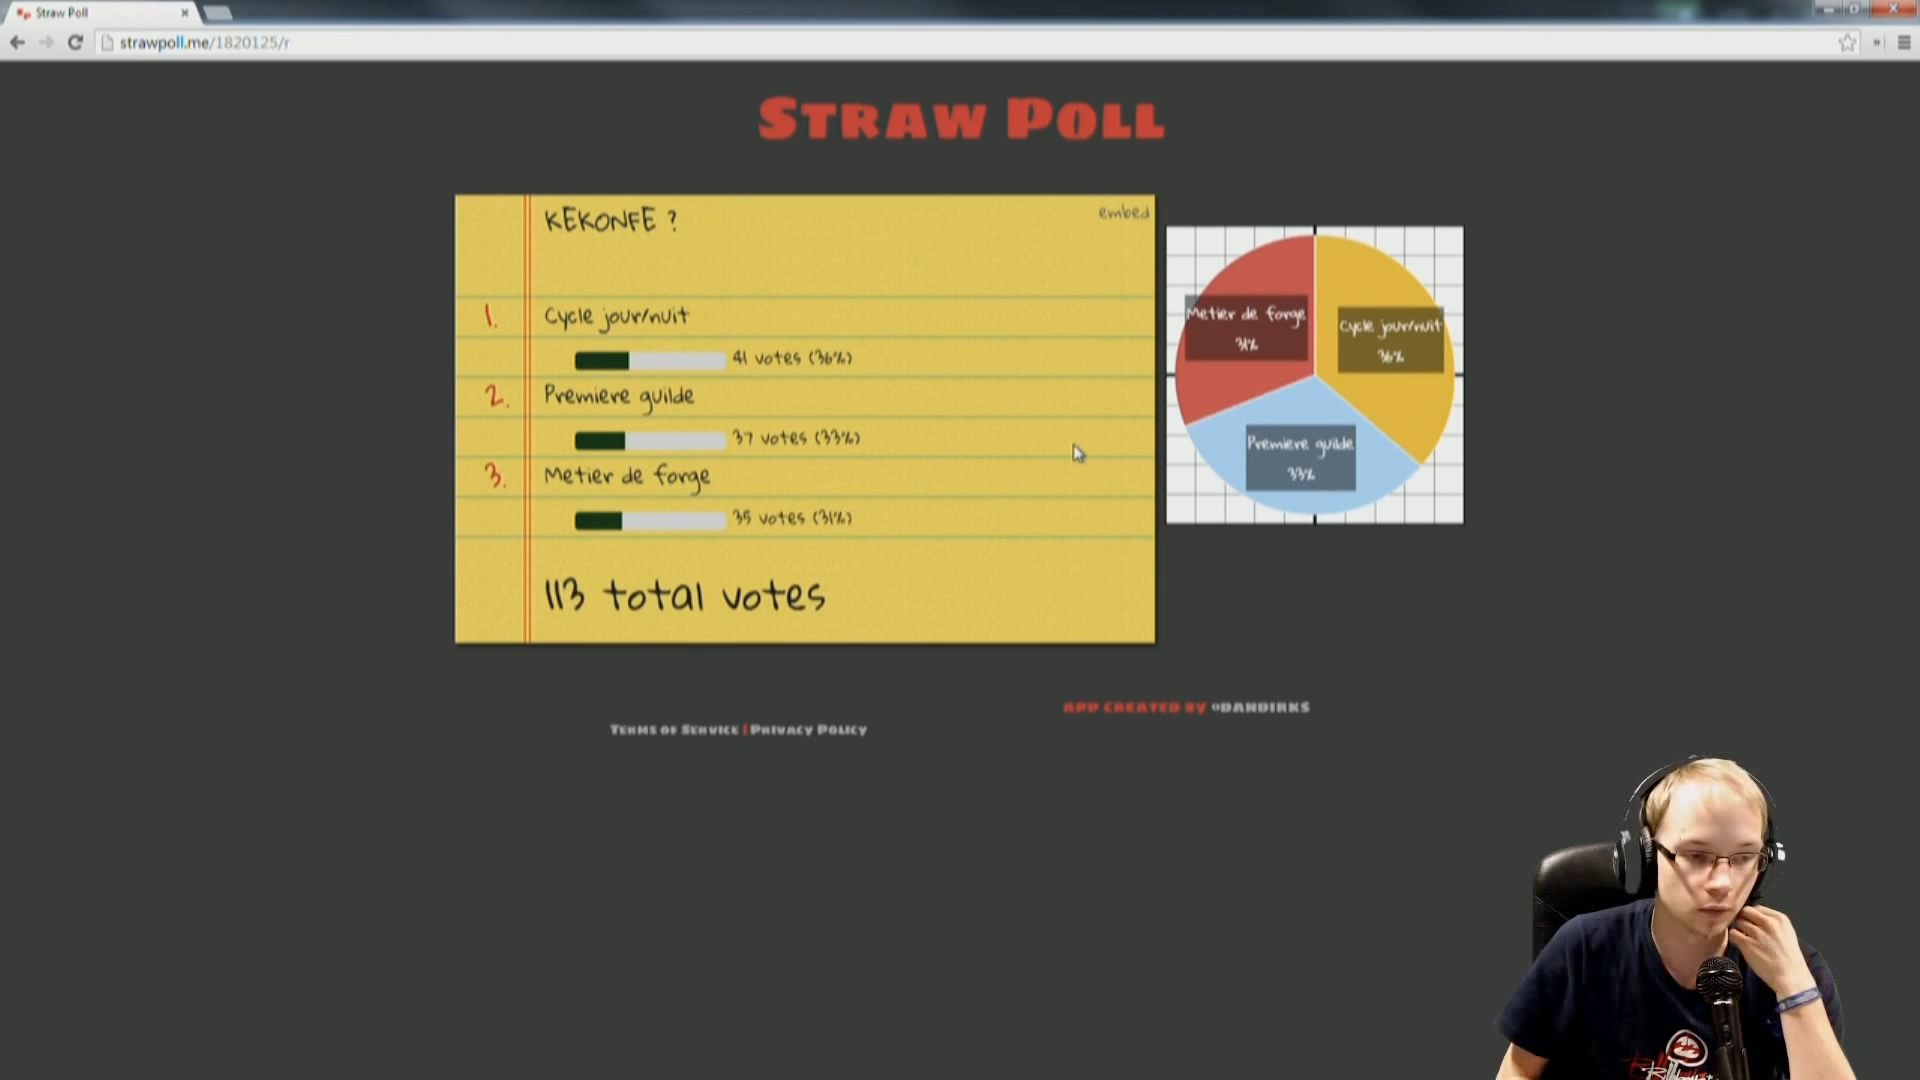 Straw Poll
strawpoll.me/1820125/r
STRAW POLL
KEKONFE ?
embed
1. Cycle jour/nuit
41 votes (36%)
2. Premiere guilde
37 votes (33%)
3. Metier de forge
35 votes (31%)
113 total votes
Metier de forge
31%
Cycle jour/nuit
36%
Premiere guilde
33%
APP CREATED BY @DANDIRKS
TERMS OF SERVICE | PRIVACY POLICY